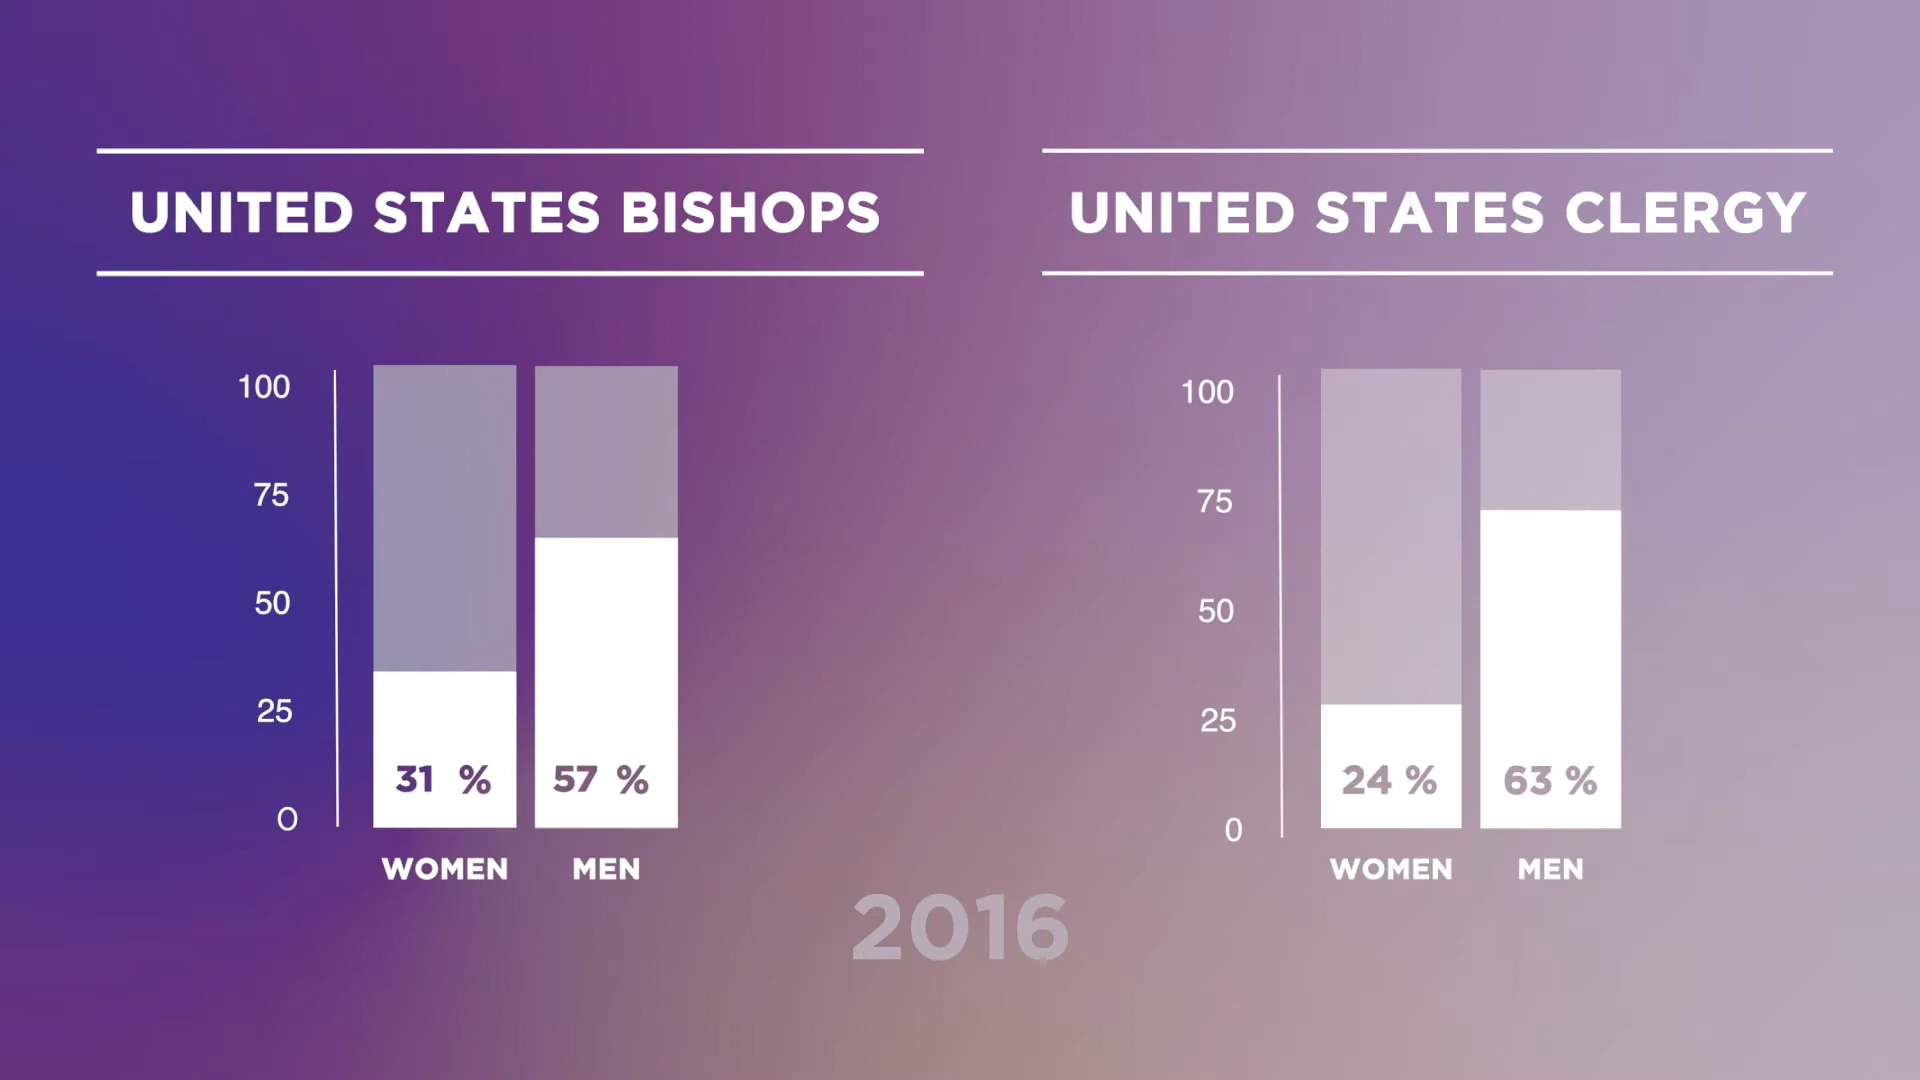 UNITED STATES BISHOPS
100
75
50
25
0
31 %
57 %
WOMEN
MEN
UNITED STATES CLERGY
100
75
50
25
0
24 %
63 %
WOMEN
MEN
2016